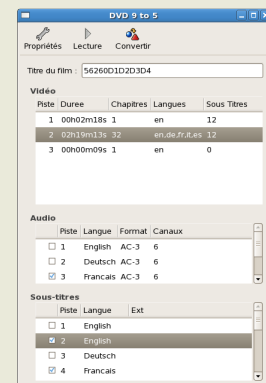 DVD 9 to 5
Propriétés Lecture Convertir
Titre du film : 56260D1D2D3D4
Vidéo
Piste Duree Chapitres Langues Sous Titres
1 00h02m18s 1 en 12
2 02h19m13s 32 en,de,fr,it,es 12
3 00h00m09s 1 en 0
Audio
Piste Langue Format Canaux
1 English AC-3 6
2 Deutsch AC-3 6
3 Francais AC-3 6
Sous-titres
Piste Langue Ext
1 English
2 English
3 Deutsch
4 Francais